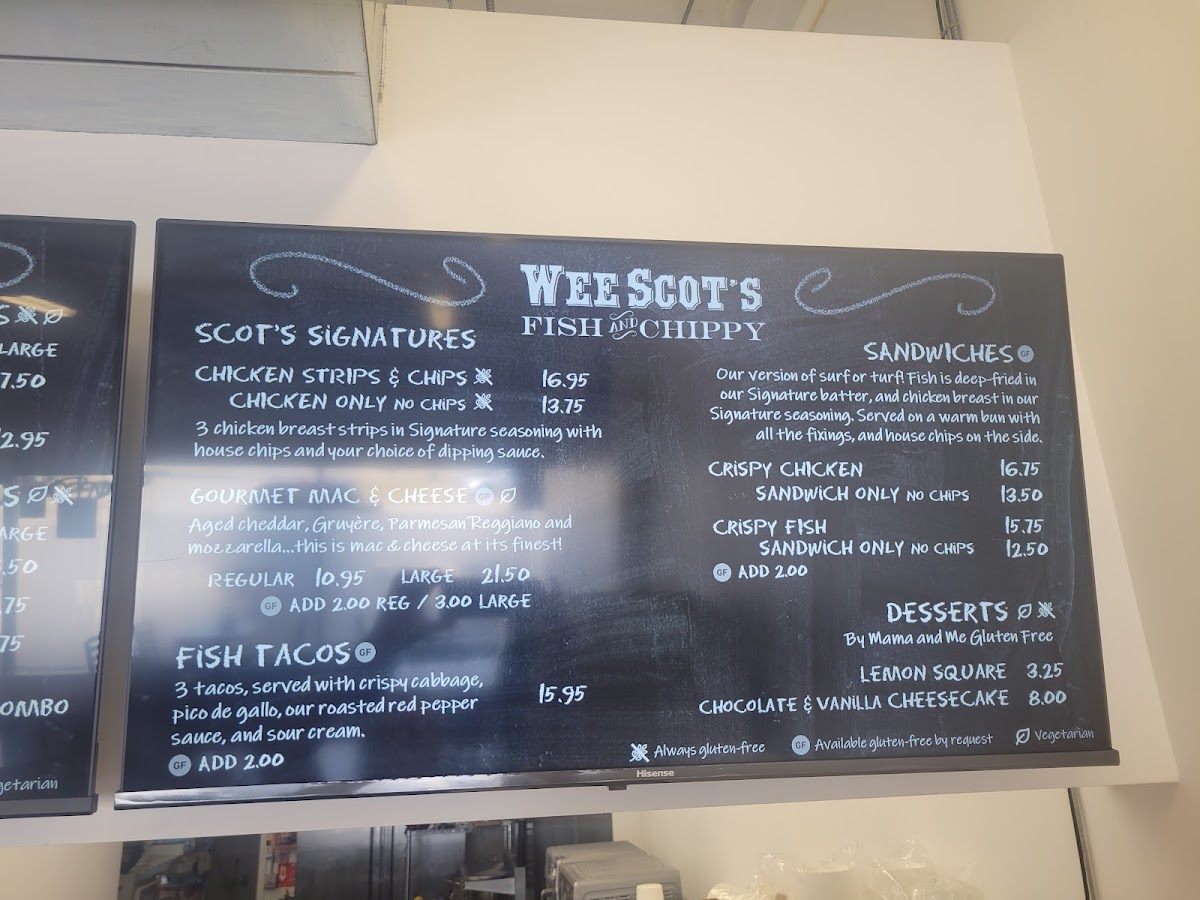 LARGE
7.50
2.95
ARGE
.50
.75
75
OMBO
getarian
WEE SCOT'S
FISH AND CHIPPY
SCOT'S SIGNATURES
CHICKEN STRIPS & CHIPS 16.95
CHICKEN ONLY NO CHIPS 13.75
3 chicken breast strips in Signature seasoning with
house chips and your choice of dipping sauce.
GOURMET MAC & CHEESE GF
Aged cheddar, Gruyère, Parmesan Reggiano and
mozzarella...this is mac & cheese at its finest!
REGULAR 10.95 LARGE 21.50
GF ADD 2.00 REG / 3.00 LARGE
FISH TACOS GF
3 tacos, served with crispy cabbage,
pico de gallo, our roasted red pepper
sauce, and sour cream.
15.95
GF ADD 2.00
SANDWICHES GF
Our version of surf or turf! Fish is deep-fried in
our Signature batter, and chicken breast in our
Signature seasoning. Served on a warm bun with
all the fixings, and house chips on the side.
CRISPY CHICKEN 16.75
SANDWICH ONLY NO CHIPS 13.50
CRISPY FISH 15.75
SANDWICH ONLY NO CHIPS 12.50
GF ADD 2.00
DESSERTS
By Mama and Me Gluten Free
LEMON SQUARE 3.25
CHOCOLATE & VANILLA CHEESECAKE 8.00
Always gluten-free GF Available gluten-free by request Vegetarian
Hisense